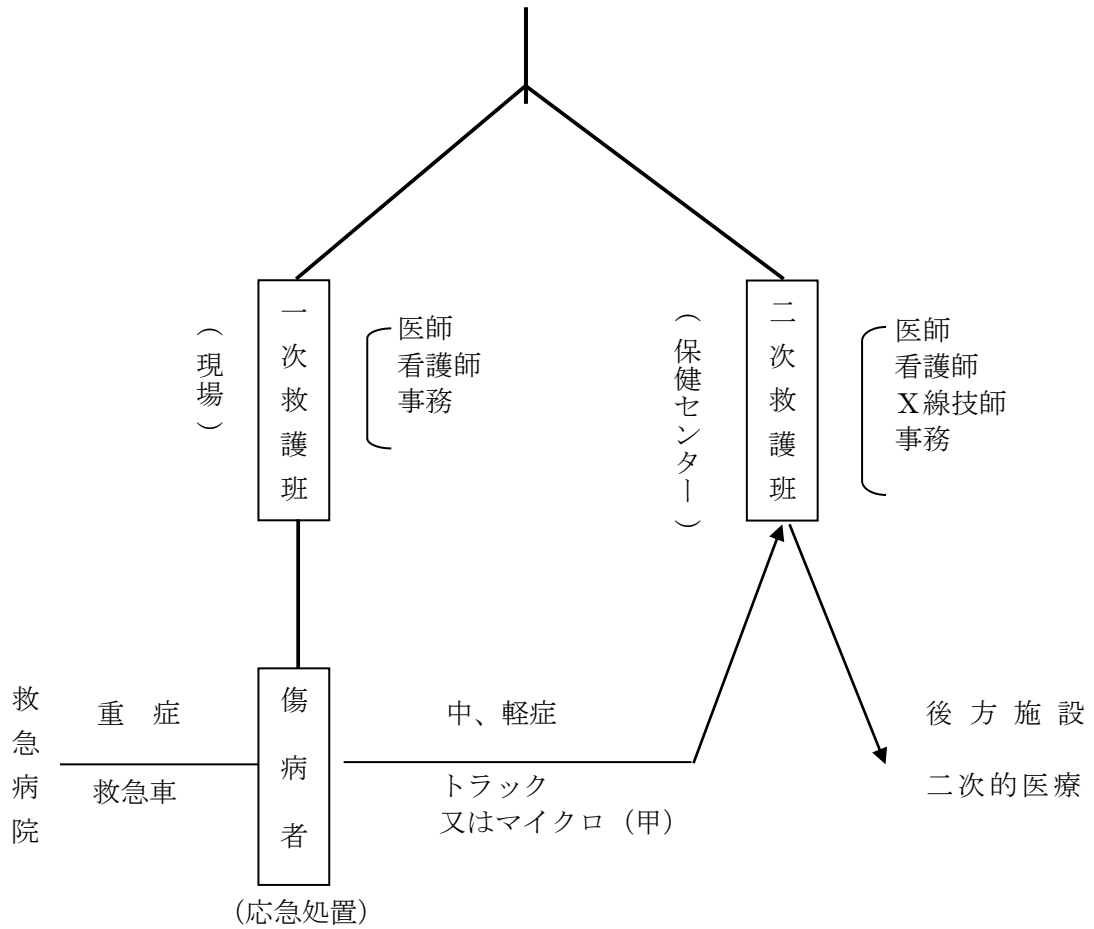 (現場)
一次救護班
医師
看護師
事務
(保健センター)
二次救護班
医師
看護師
X線技師
事務
救急病院
重 症
救急車
傷病者
(応急処置)
中、軽症
トラック
又はマイクロ(甲)
後方施設
二次的医療